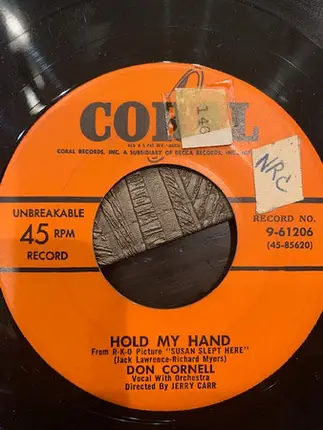 CORAL
146
CORAL RECORDS, INC. A SUBSIDIARY OF DECCA RECORDS, INC.
NRC
UNBREAKABLE
45 RPM
RECORD
RECORD NO.
9-61206
(45-85620)
HOLD MY HAND
From R-K-O Picture "SUSAN SLEPT HERE"
(Jack Lawrence-Richard Myers)
DON CORNELL
Vocal With Orchestra
Directed By JERRY CARR